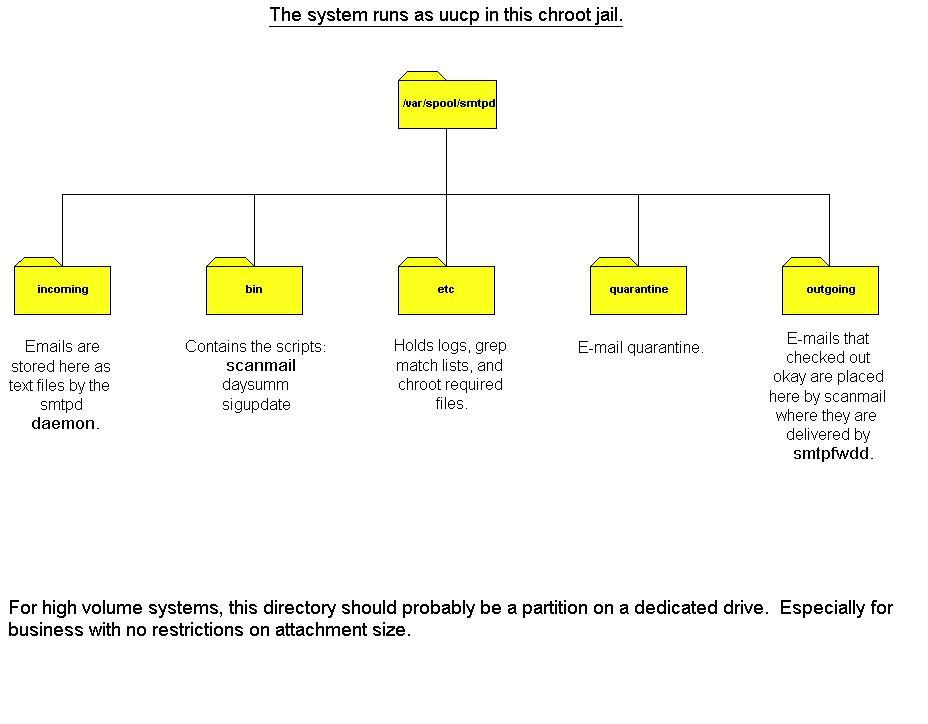 The system runs as uucp in this chroot jail.
/var/spool/smtpd
incoming
bin
etc
quarantine
outgoing
Emails are
stored here as
text files by the
smtpd
daemon.
Contains the scripts:
scanmail
daysumm
sigupdate
Holds logs, grep
match lists, and
chroot required
files.
E-mail quarantine.
E-mails that
checked out
okay are placed
here by scanmail
where they are
delivered by
smtpfwdd.
For high volume systems, this directory should probably be a partition on a dedicated drive.  Especially for
business with no restrictions on attachment size.